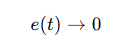 e(t) → 0